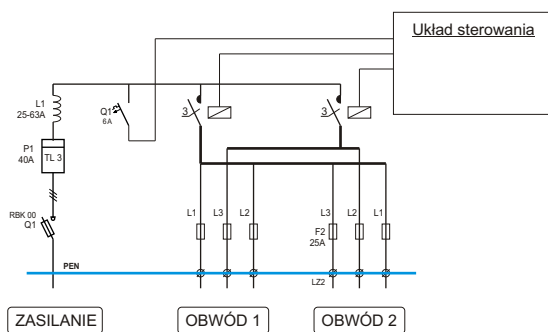 Układ sterowania
L1
25-63A
Q1
6A
3
3
P1
40A
TL 3
RBK 00
Q1
L1
L3
L2
L3
L2
L1
F2
25A
PEN
LZ2
ZASILANIE
OBWÓD 1
OBWÓD 2